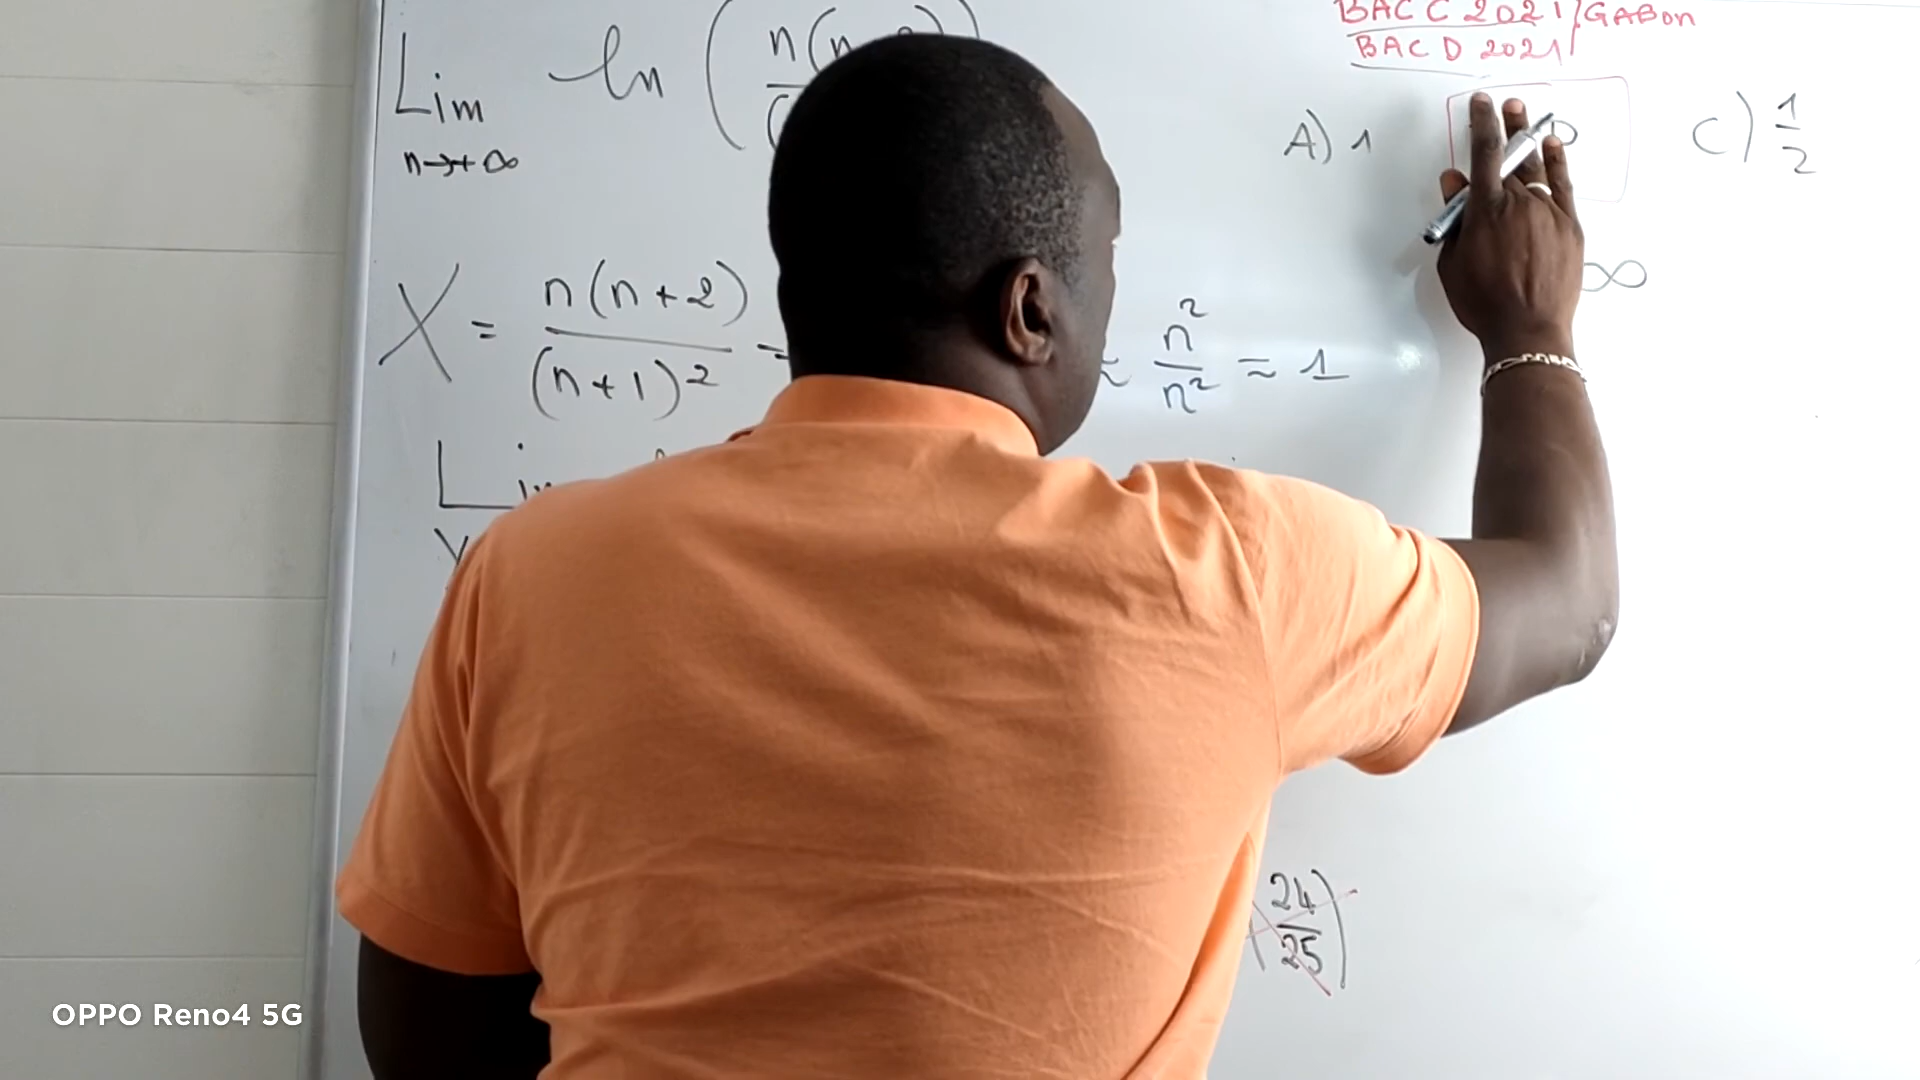 BAC C 2021 GABON
BAC D 2021
Lim ln ( n(n
n→+∞
A) 1
C) 1/2
∞
X = n(n+2)/(n+1)² = ≈ n²/n² ≈ 1
Lim
(24/25)
OPPO Reno4 5G